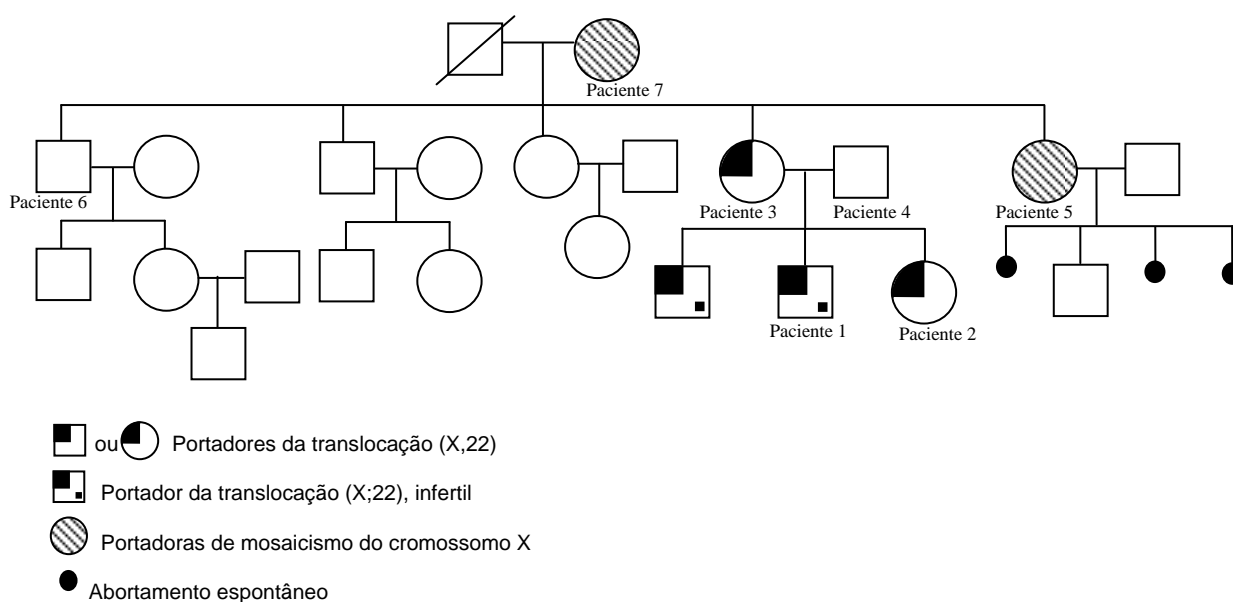 Paciente 7
Paciente 6
Paciente 3
Paciente 4
Paciente 5
Paciente 1
Paciente 2
ou Portadores da translocação (X,22)
Portador da translocação (X;22), infertil
Portadoras de mosaicismo do cromossomo X
Abortamento espontâneo